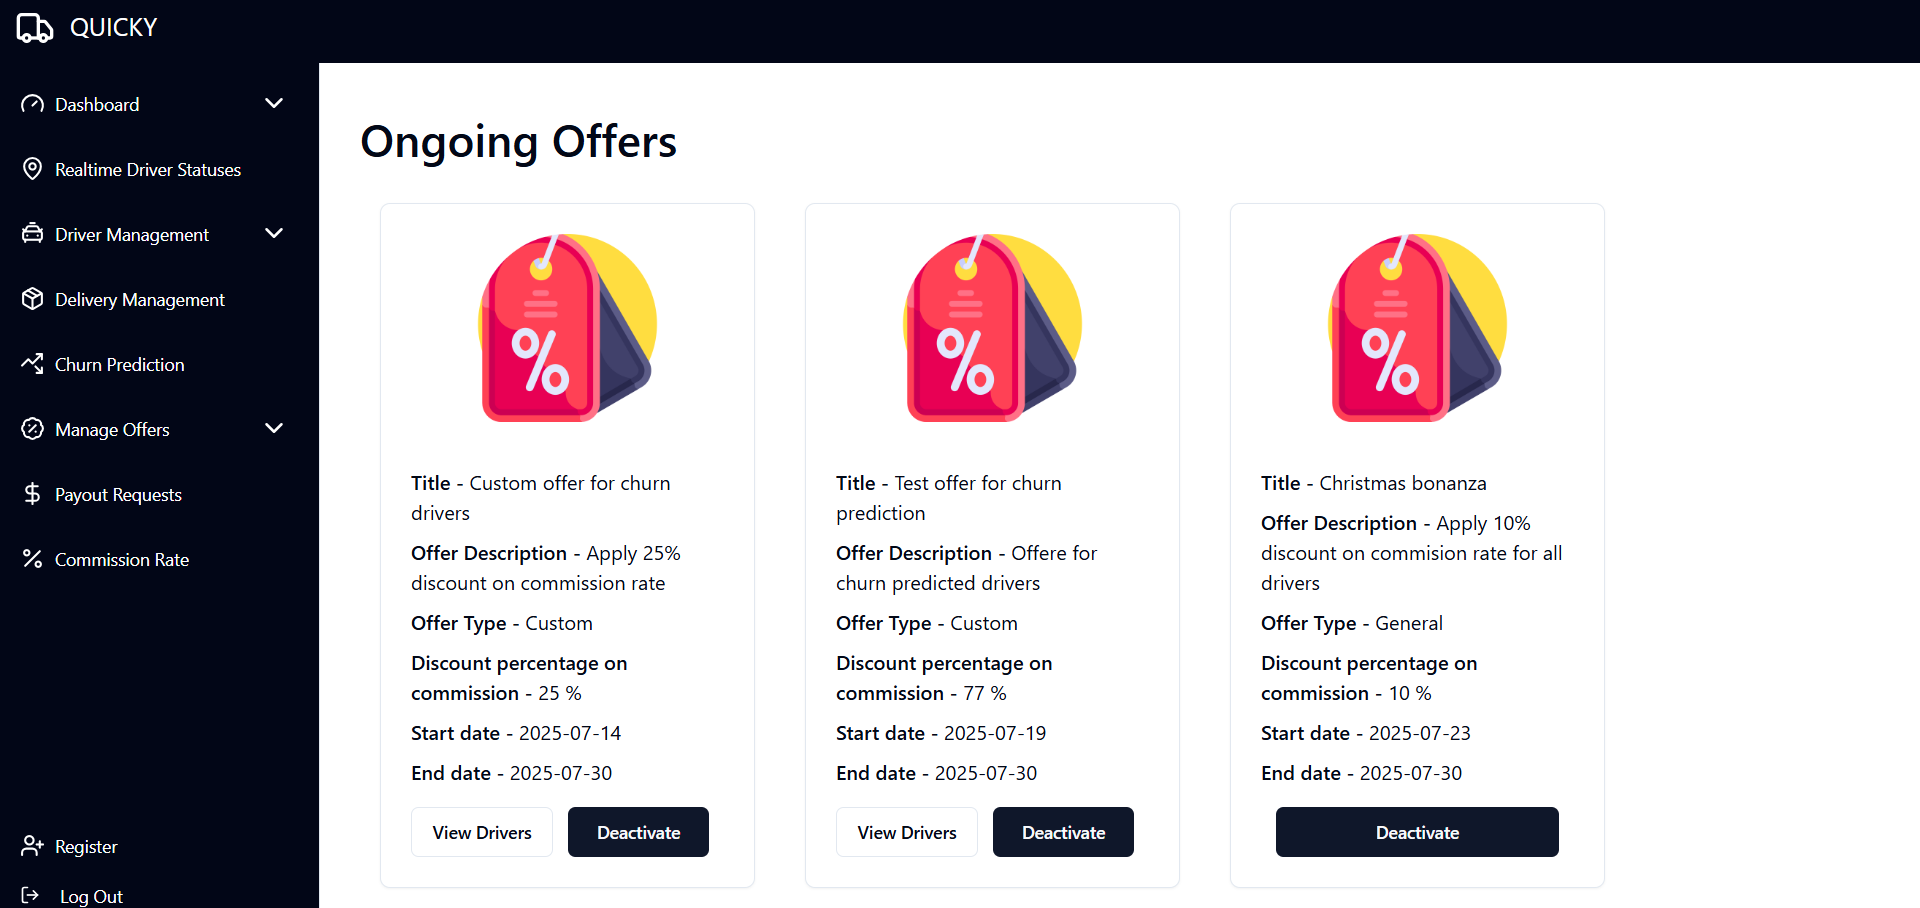 QUICKY
Dashboard
Realtime Driver Statuses
Driver Management
Delivery Management
Churn Prediction
Manage Offers
Payout Requests
Commission Rate
Register
Log Out
Ongoing Offers
%
Title - Custom offer for churn
drivers
Offer Description - Apply 25%
discount on commission rate
Offer Type - Custom
Discount percentage on
commission - 25 %
Start date - 2025-07-14
End date - 2025-07-30
View Drivers
Deactivate
%
Title - Test offer for churn
prediction
Offer Description - Offere for
churn predicted drivers
Offer Type - Custom
Discount percentage on
commission - 77 %
Start date - 2025-07-19
End date - 2025-07-30
View Drivers
Deactivate
%
Title - Christmas bonanza
Offer Description - Apply 10%
discount on commision rate for all
drivers
Offer Type - General
Discount percentage on
commission - 10 %
Start date - 2025-07-23
End date - 2025-07-30
Deactivate